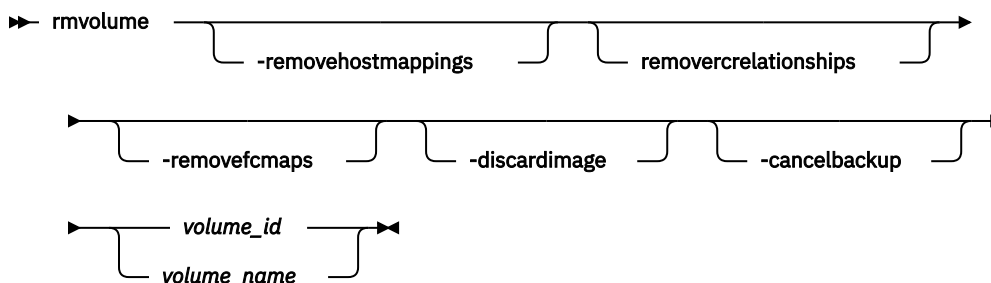 rmvolume
-removehostmappings removercrelationships
-removefcmaps -discardimage -cancelbackup
volume_id
volume_name